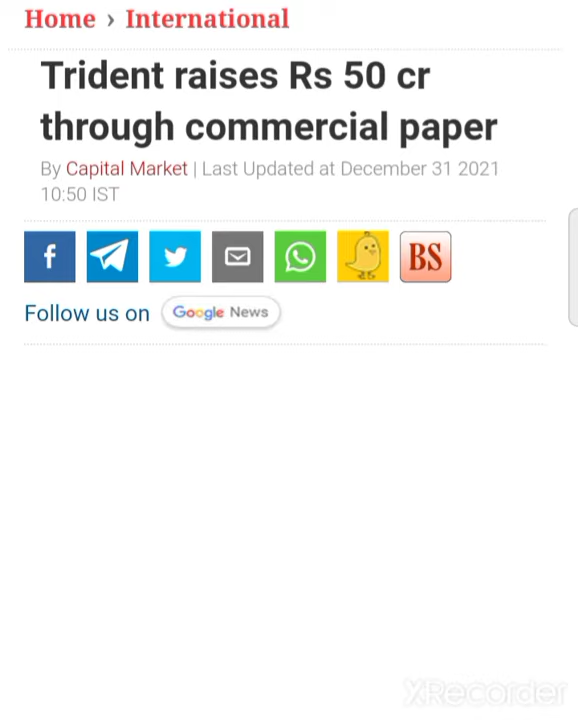 Home › International
Trident raises Rs 50 cr
through commercial paper
By Capital Market | Last Updated at December 31 2021
10:50 IST
f BS
Follow us on Google News
XRecorder